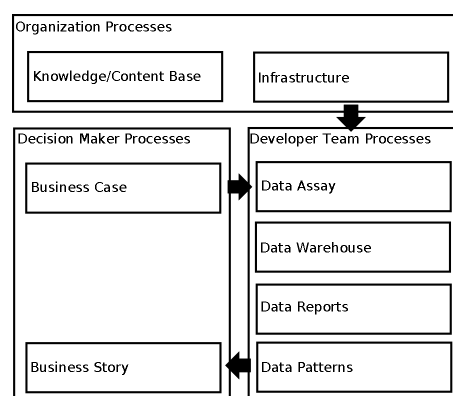 Organization Processes
Knowledge/Content Base
Infrastructure
Decision Maker Processes
Business Case
Business Story
Developer Team Processes
Data Assay
Data Warehouse
Data Reports
Data Patterns